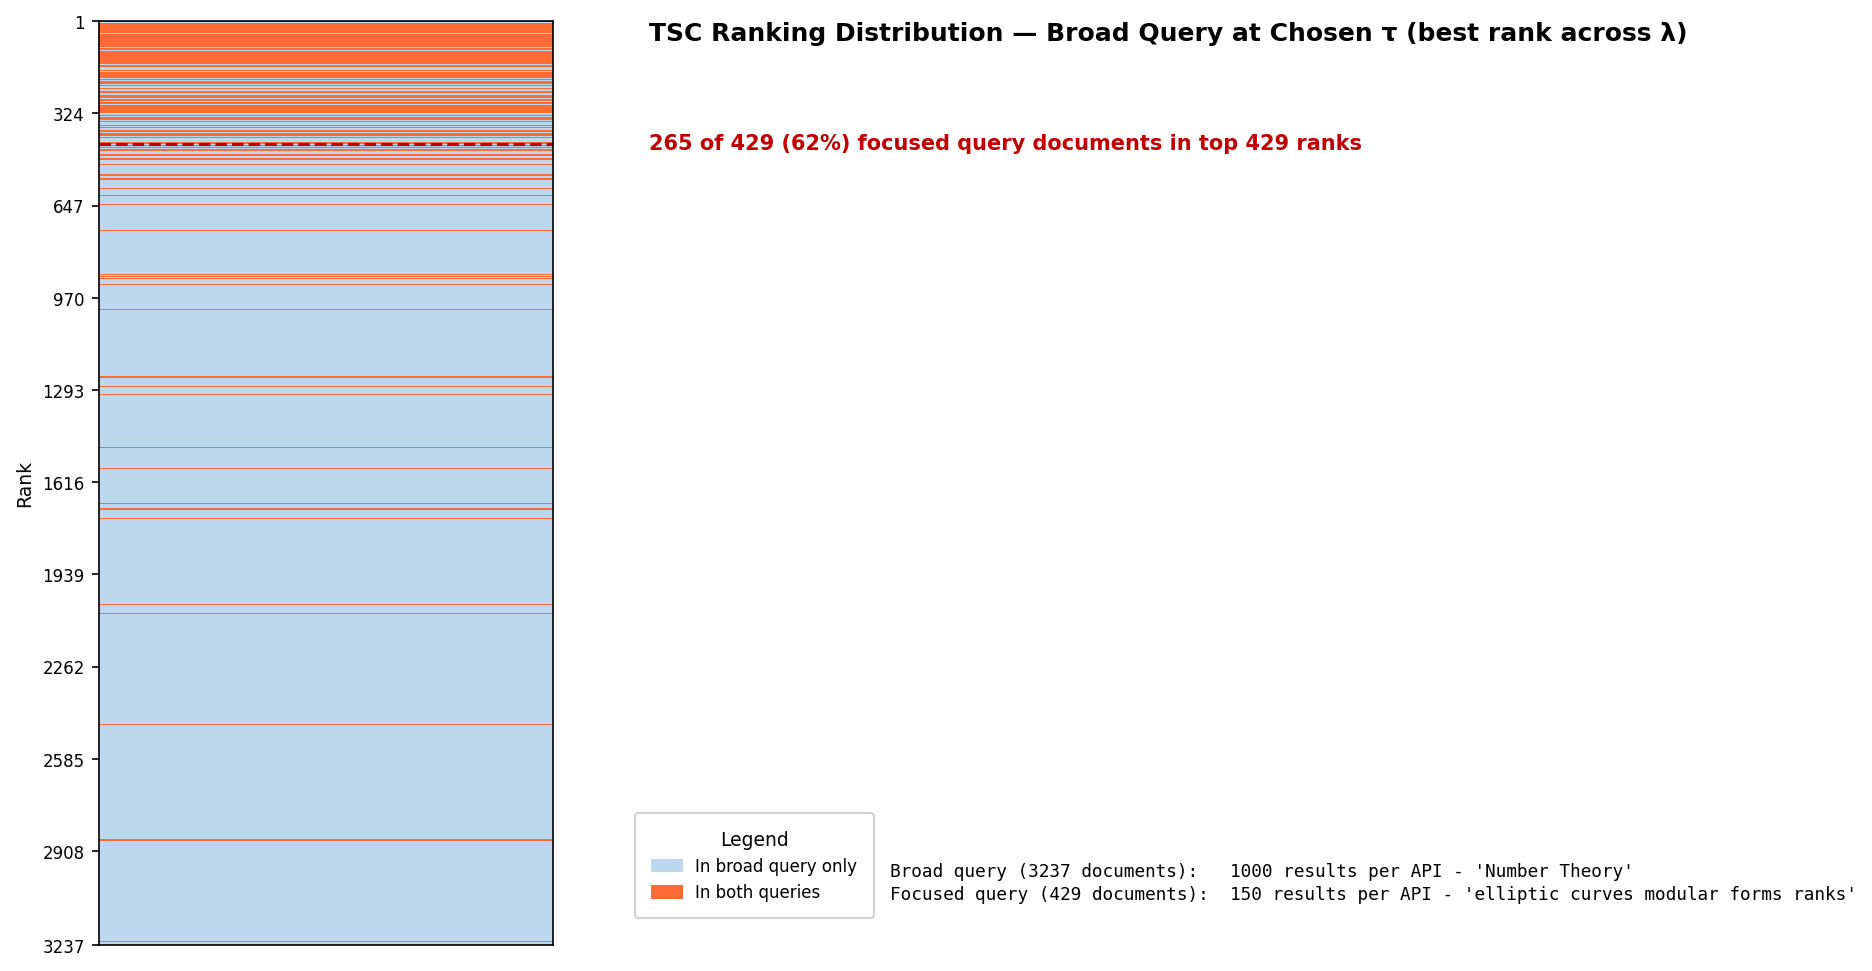 TSC Ranking Distribution — Broad Query at Chosen τ (best rank across λ)
265 of 429 (62%) focused query documents in top 429 ranks
Rank
1
324
647
970
1293
1616
1939
2262
2585
2908
3237
Legend
In broad query only
In both queries
Broad query (3237 documents): 1000 results per API - 'Number Theory'
Focused query (429 documents): 150 results per API - 'elliptic curves modular forms ranks'